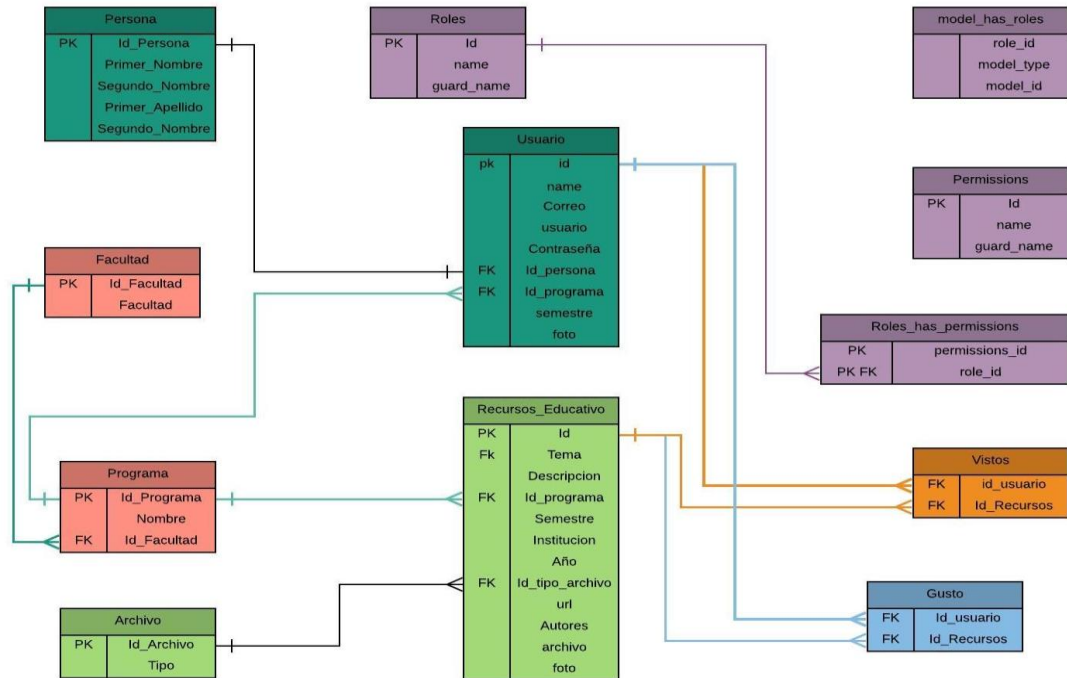 Persona
PK Id_Persona
Primer_Nombre
Segundo_Nombre
Primer_Apellido
Segundo_Nombre
Roles
PK Id
name
guard_name
model_has_roles
role_id
model_type
model_id
Usuario
pk id
name
Correo
usuario
Contraseña
FK Id_persona
FK Id_programa
semestre
foto
Permissions
PK Id
name
guard_name
Facultad
PK Id_Facultad
Facultad
Roles_has_permissions
PK permissions_id
PK FK role_id
Recursos_Educativo
PK Id
Fk Tema
Descripcion
FK Id_programa
Semestre
Institucion
Año
FK Id_tipo_archivo
url
Autores
archivo
foto
Programa
PK Id_Programa
Nombre
FK Id_Facultad
Vistos
FK id_usuario
FK Id_Recursos
Archivo
PK Id_Archivo
Tipo
Gusto
FK Id_usuario
FK Id_Recursos